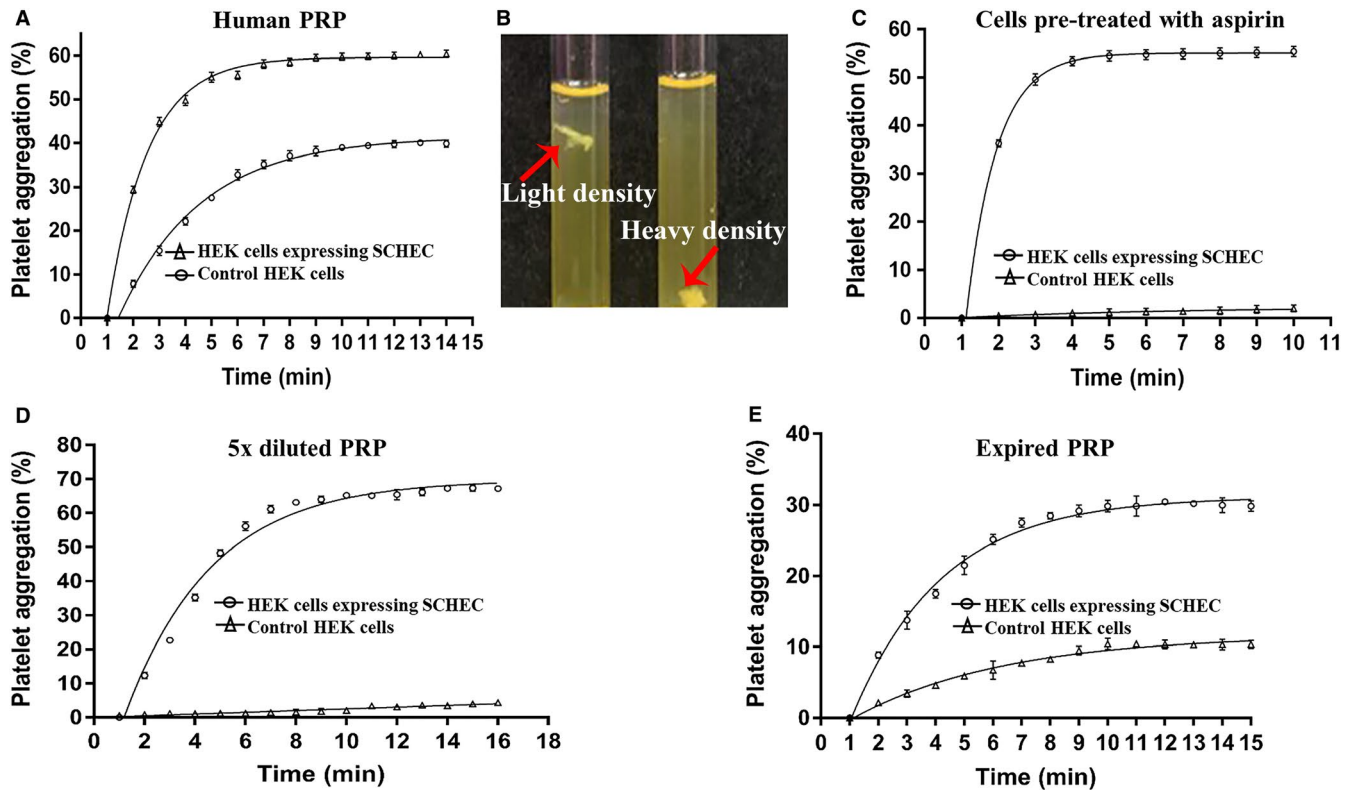 A
Human PRP
Platelet aggregation (%)
60
50
40
30
20
10
0
HEK cells expressing SCHEC
Control HEK cells
0 1 2 3 4 5 6 7 8 9 10 11 12 13 14 15
Time (min)
B
Light density
Heavy density
C
Cells pre-treated with aspirin
Platelet aggregation (%)
60
50
40
30
20
10
0
HEK cells expressing SCHEC
Control HEK cells
0 1 2 3 4 5 6 7 8 9 10 11
Time (min)
D
5x diluted PRP
Platelet aggregation (%)
80
70
60
50
40
30
20
10
0
HEK cells expressing SCHEC
Control HEK cells
0 2 4 6 8 10 12 14 16 18
Time (min)
E
Expired PRP
Platelet aggregation (%)
40
30
20
10
0
HEK cells expressing SCHEC
Control HEK cells
0 1 2 3 4 5 6 7 8 9 10 11 12 13 14 15
Time (min)